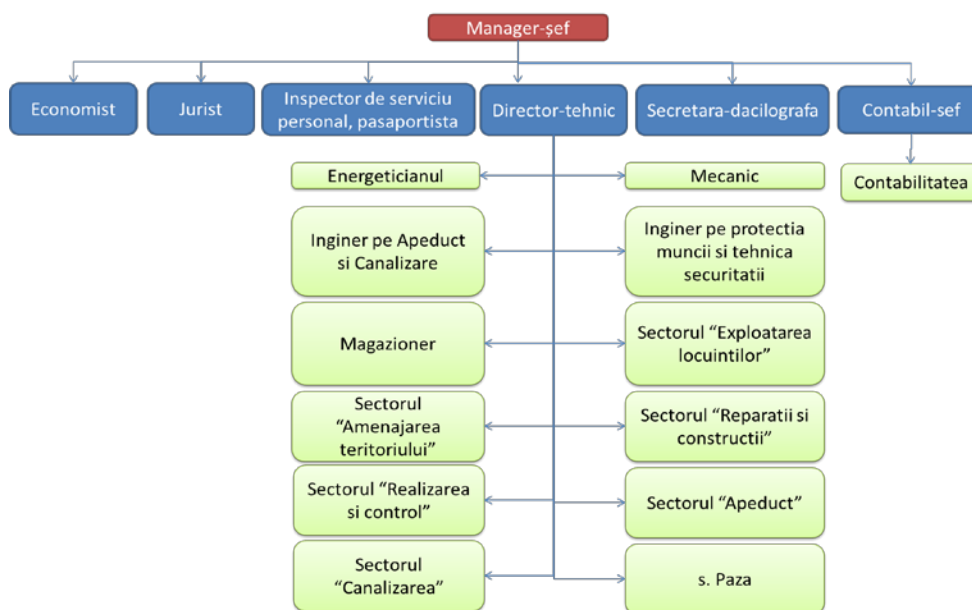 Manager-șef
Economist
Jurist
Inspector de serviciu
personal, pasaportista
Director-tehnic
Secretara-dacilografa
Contabil-sef
Energeticianul
Mecanic
Contabilitatea
Inginer pe Apeduct
si Canalizare
Inginer pe protectia
muncii si tehnica
securitatii
Magazioner
Sectorul “Exploatarea
locuintilor”
Sectorul
“Amenajarea
teritoriului”
Sectorul “Reparatii si
constructii”
Sectorul “Realizarea
si control”
Sectorul “Apeduct”
Sectorul
“Canalizarea”
s. Paza